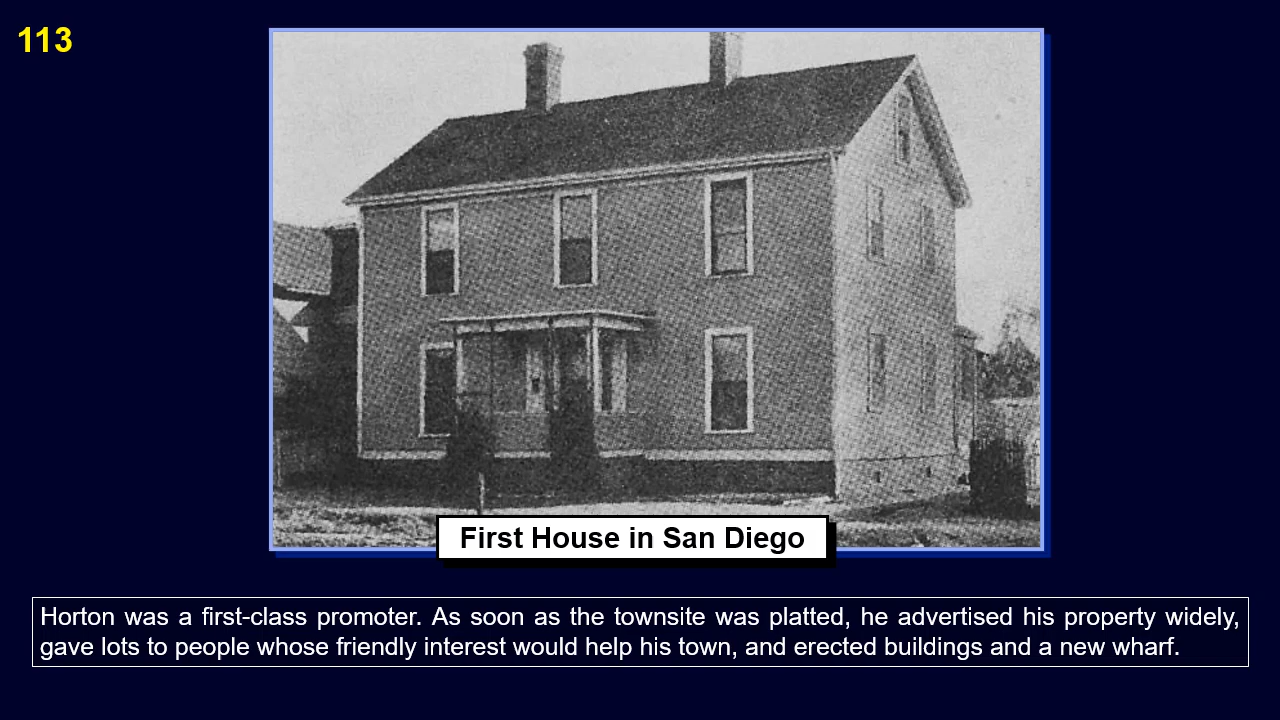 113
First House in San Diego
Horton was a first-class promoter. As soon as the townsite was platted, he advertised his property widely,
gave lots to people whose friendly interest would help his town, and erected buildings and a new wharf.